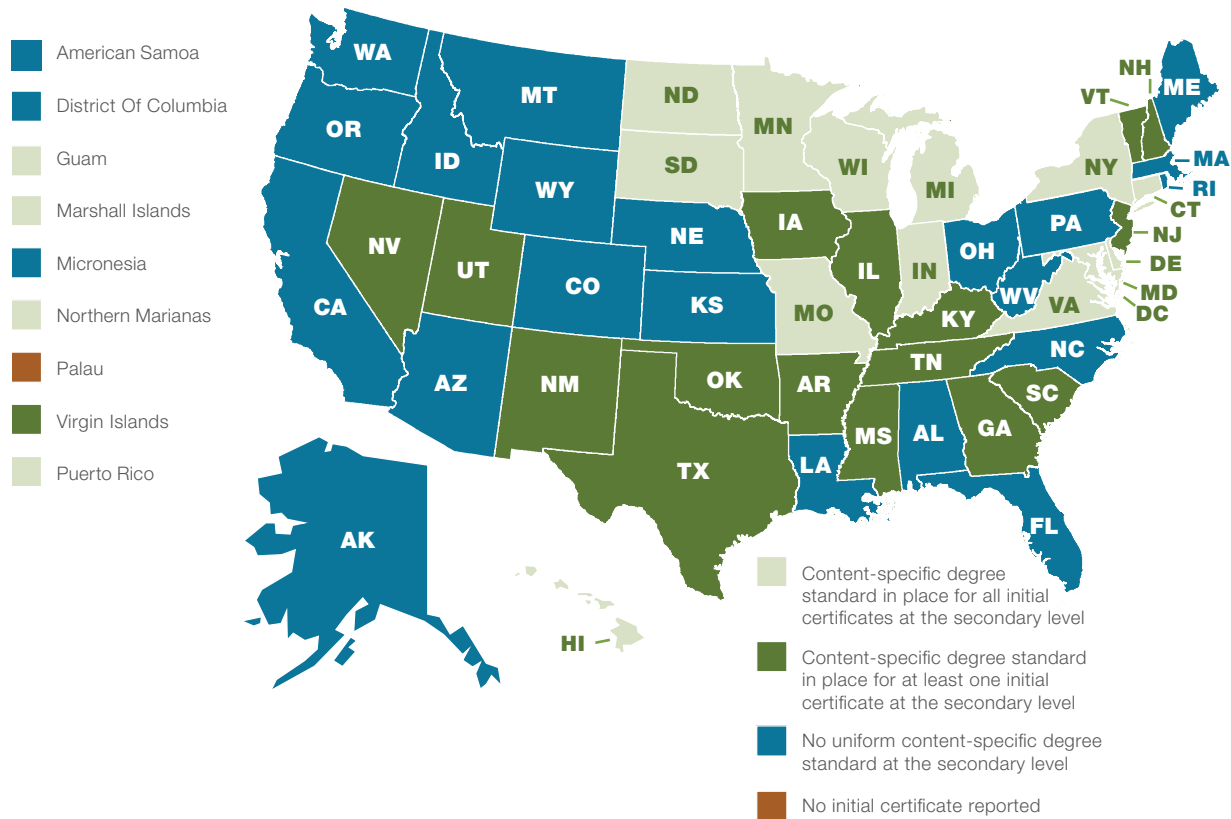 American Samoa
District Of Columbia
Guam
Marshall Islands
Micronesia
Northern Marianas
Palau
Virgin Islands
Puerto Rico
WA
MT
ND
MN
OR
ID
SD
WI
MI
WY
NY
VT
NH
ME
MA
RI
CT
NV
UT
NE
IA
PA
NJ
CA
CO
KS
IL
IN
OH
DE
MD
DC
MO
WV
VA
KY
AZ
NM
OK
AR
TN
NC
SC
MS
AL
GA
TX
LA
FL
AK
HI
Content-specific degree
standard in place for all initial
certificates at the secondary level
Content-specific degree standard
in place for at least one initial
certificate at the secondary level
No uniform content-specific degree
standard at the secondary level
No initial certificate reported